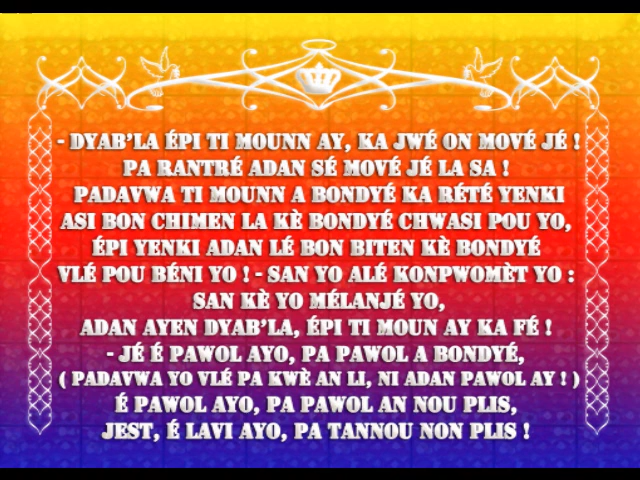 - DYAB'LA ÉPI TI MOUNN AY, KA JWÉ ON MOVÉ JÉ !
PA RANTRÉ ADAN SÉ MOVÉ JÉ LA SA !
PADAVWA TI MOUNN A BONDYÉ KA RÉTÉ YENKI
ASI BON CHIMEN LA KÈ BONDYÉ CHWASI POU YO,
ÉPI YENKI ADAN LÉ BON BITEN KÈ BONDYÉ
VLÉ POU BÉNI YO ! - SAN YO ALÉ KONPWOMÈT YO :
SAN KÈ YO MÉLANJÉ YO,
ADAN AYEN DYAB'LA, ÉPI TI MOUN AY KA FÉ !
- JÉ É PAWOL AYO, PA PAWOL A BONDYÉ,
( PADAVWA YO VLÉ PA KWÈ AN LI, NI ADAN PAWOL AY ! )
É PAWOL AYO, PA PAWOL AN NOU PLIS,
JEST, É LAVI AYO, PA TANNOU NON PLIS !